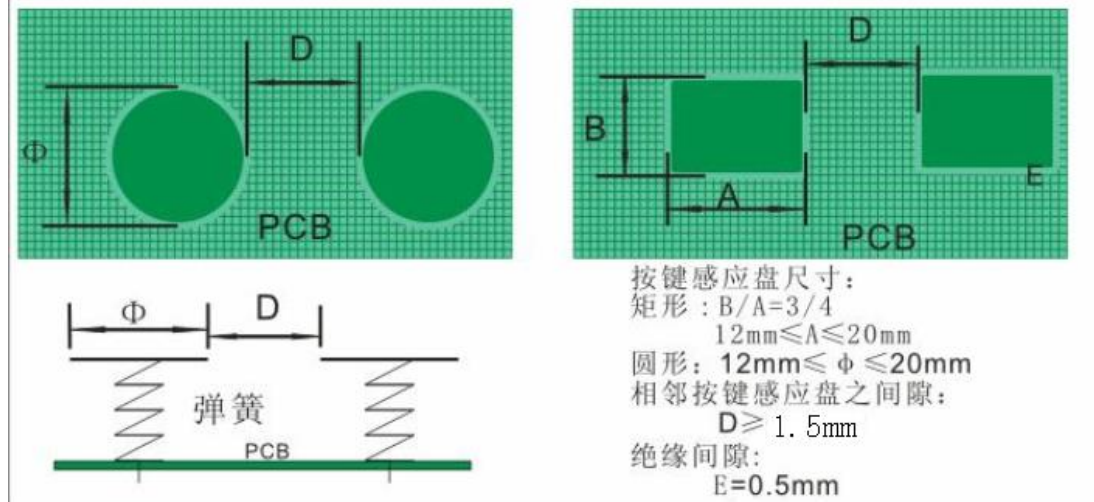 D
Φ
PCB
D
B
A
E
PCB
Φ
D
弹簧
PCB
按键感应盘尺寸:
矩形:B/A=3/4
12mm≤A≤20mm
圆形:12mm≤φ≤20mm
相邻按键感应盘之间隙:
D≥1.5mm
绝缘间隙:
E=0.5mm